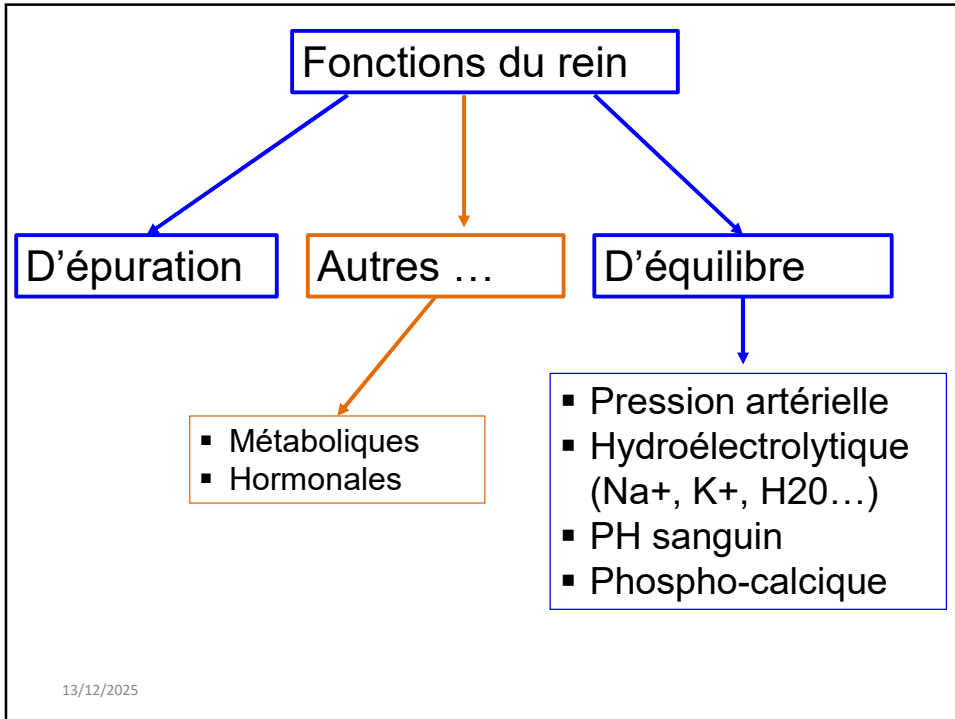 Fonctions du rein
D’épuration
Autres …
D’équilibre
▪ Métaboliques
▪ Hormonales
▪ Pression artérielle
▪ Hydroélectrolytique
(Na+, K+, H20…)
▪ PH sanguin
▪ Phospho-calcique
13/12/2025